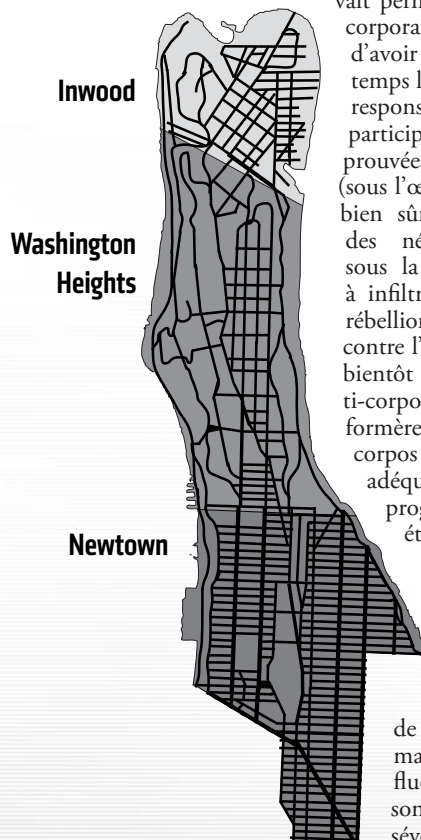 Inwood
Washington
Heights
Newtown
corpora
d'avoir
temps l
respons
particip
prouvée
(sous l'œ
bien sûr
des né
sous la
à infiltr
rébellion
contre l'
bientôt
ti-corpo
formère
corpos
adéqu
prog
ét
de
ma
flu
son
sév